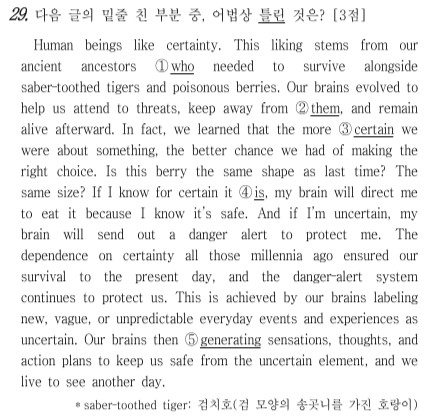 29. 다음 글의 밑줄 친 부분 중, 어법상 틀린 것은? [3점]
Human beings like certainty. This liking stems from our
ancient ancestors ①who needed to survive alongside
saber-toothed tigers and poisonous berries. Our brains evolved to
help us attend to threats, keep away from ②them, and remain
alive afterward. In fact, we learned that the more ③certain we
were about something, the better chance we had of making the
right choice. Is this berry the same shape as last time? The
same size? If I know for certain it ④is, my brain will direct me
to eat it because I know it's safe. And if I'm uncertain, my
brain will send out a danger alert to protect me. The
dependence on certainty all those millennia ago ensured our
survival to the present day, and the danger-alert system
continues to protect us. This is achieved by our brains labeling
new, vague, or unpredictable everyday events and experiences as
uncertain. Our brains then ⑤generating sensations, thoughts, and
action plans to keep us safe from the uncertain element, and we
live to see another day.
* saber-toothed tiger: 검치호(검 모양의 송곳니를 가진 호랑이)